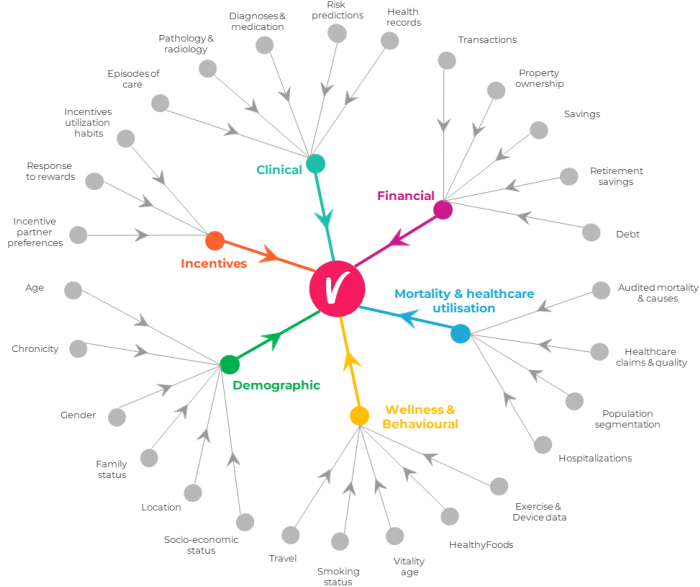 Risk
predictions
Health
records
Diagnoses &
medication
Pathology &
radiology
Episodes of
care
Clinical
Transactions
Property
ownership
Savings
Retirement
savings
Debt
Financial
Incentives
utilization
habits
Response
to rewards
Incentive
partner
preferences
Incentives
Mortality & healthcare
utilisation
Audited mortality
& causes
Healthcare
claims & quality
Population
segmentation
Hospitalizations
Age
Chronicity
Gender
Family
status
Location
Socio-economic
status
Demographic
Wellness &
Behavioural
Exercise &
Device data
HealthyFoods
Vitality
age
Smoking
status
Travel